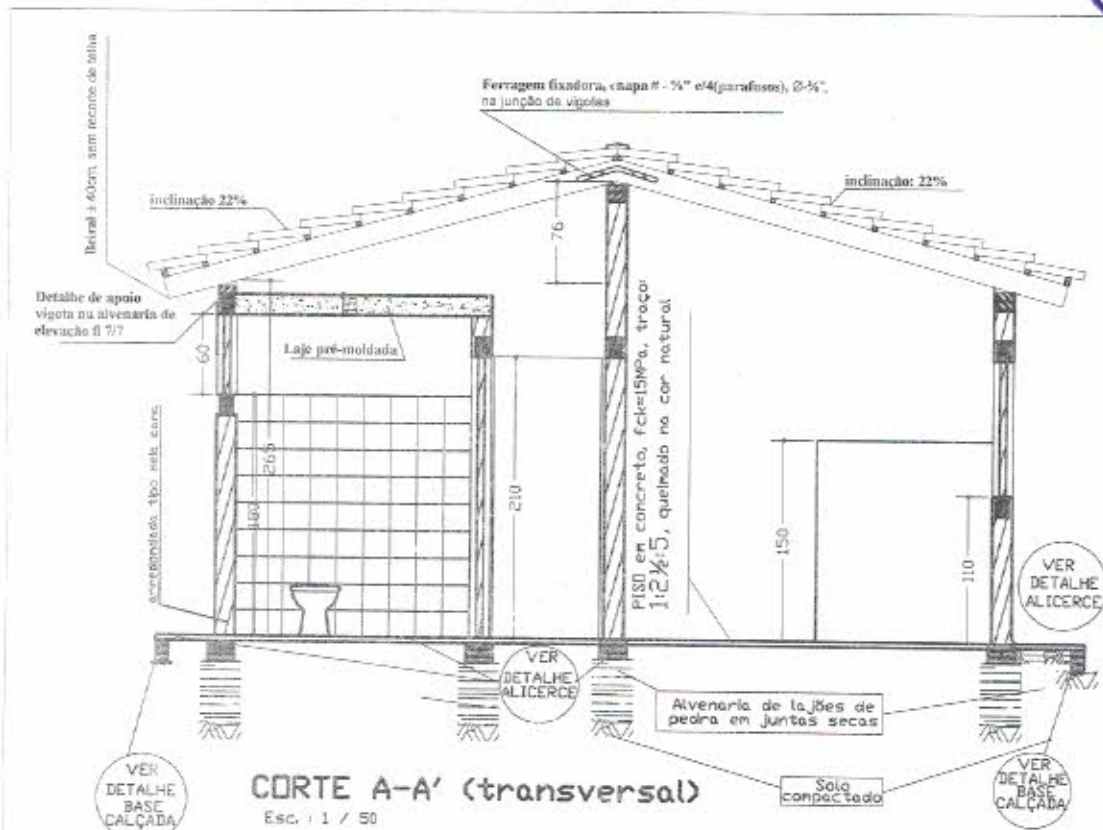 Beiral ± 40cm, sem recorte de telha
Ferragem fixadora, chapa # - ⅜" c/4(parafusos), Ø-⅜",
na junção de vigotas
inclinação 22%
inclinação: 22%
Detalhe de apoio
vigota na alvenaria de
elevação fl 7/7
Laje pré-moldada
76
60
265
180
210
150
110
arremondada tipo
PISO em concreto, fck=15MPa, traço:
1:2½:5, queimado na cor natural
VER
DETALHE
ALICERCE
VER
DETALHE
ALICERCE
Alvenaria de lajões de
pedra em juntas secas
Solo
compactado
VER
DETALHE
BASE
CALÇADA
VER
DETALHE
BASE
CALÇADA
CORTE A-A' (transversal)
Esc. : 1 / 50